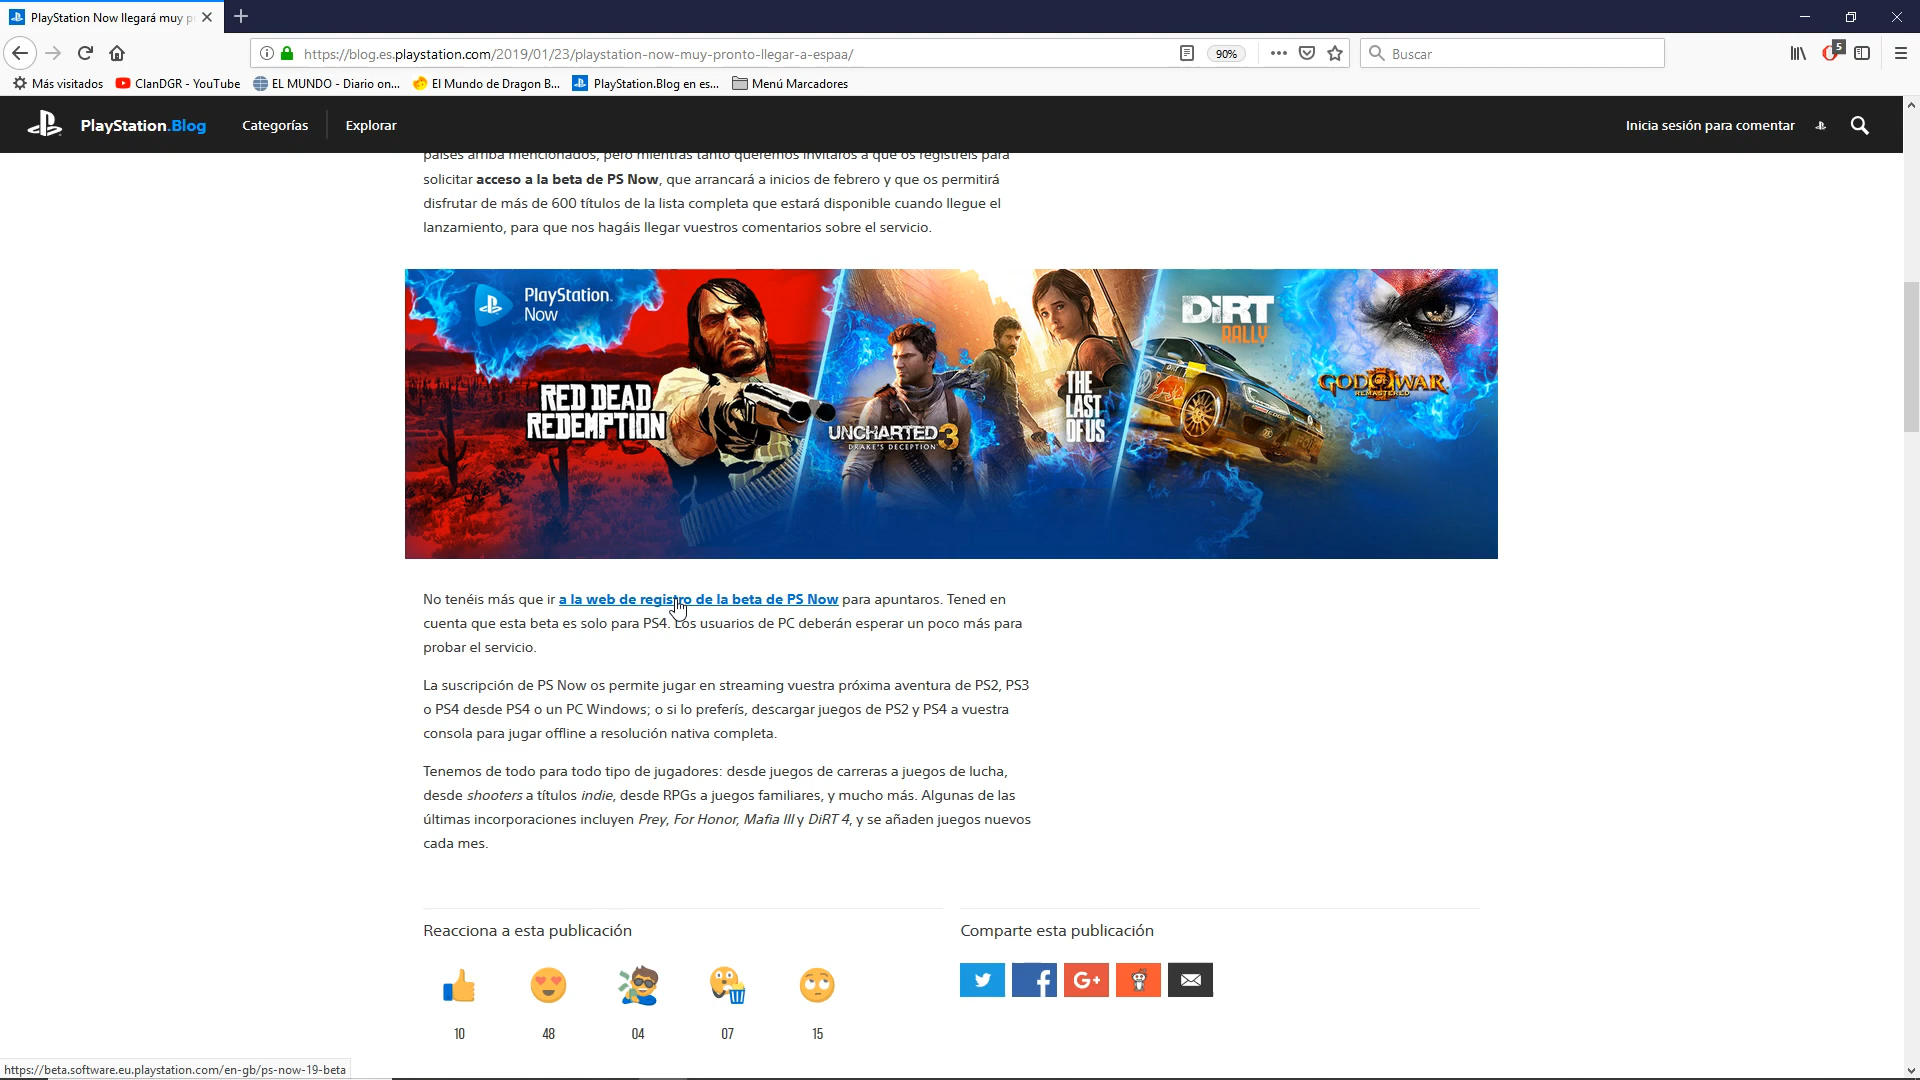 PlayStation Now llegará muy p
https://blog.es.playstation.com/2019/01/23/playstation-now-muy-pronto-llegar-a-espaa/
90%
Buscar
5
Más visitados
ClanDGR - YouTube
EL MUNDO - Diario on...
El Mundo de Dragon B...
PlayStation.Blog en es...
Menú Marcadores
PlayStation.Blog
Categorías
Explorar
Inicia sesión para comentar
países arriba mencionados, pero mientras tanto queremos invitaros a que os registréis para
solicitar acceso a la beta de PS Now, que arrancará a inicios de febrero y que os permitirá
disfrutar de más de 600 títulos de la lista completa que estará disponible cuando llegue el
lanzamiento, para que nos hagáis llegar vuestros comentarios sobre el servicio.
PlayStation.
Now
RED DEAD
REDEMPTION
UNCHARTED 3
DRAKE'S DECEPTION
THE
LAST
OF US
DiRT
RALLY
GOD OF WAR
REMASTERED
No tenéis más que ir a la web de registro de la beta de PS Now para apuntaros. Tened en
cuenta que esta beta es solo para PS4. Los usuarios de PC deberán esperar un poco más para
probar el servicio.
La suscripción de PS Now os permite jugar en streaming vuestra próxima aventura de PS2, PS3
o PS4 desde PS4 o un PC Windows; o si lo preferís, descargar juegos de PS2 y PS4 a vuestra
consola para jugar offline a resolución nativa completa.
Tenemos de todo para todo tipo de jugadores: desde juegos de carreras a juegos de lucha,
desde shooters a títulos indie, desde RPGs a juegos familiares, y mucho más. Algunas de las
últimas incorporaciones incluyen Prey, For Honor, Mafia III y DiRT 4, y se añaden juegos nuevos
cada mes.
Reacciona a esta publicación
Comparte esta publicación
G+
10
48
04
07
15
https://beta.software.eu.playstation.com/en-gb/ps-now-19-beta